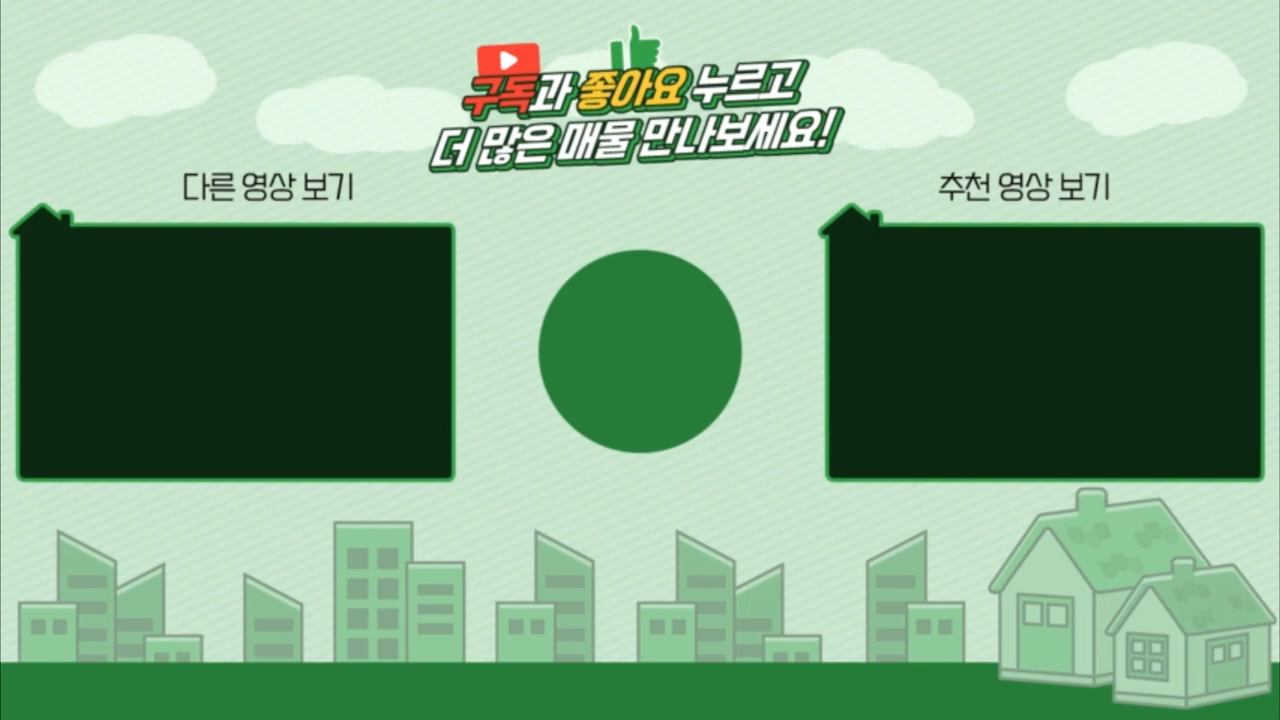 구독과 좋아요 누르고
더 많은 매물 만나보세요!
다른 영상 보기
추천 영상 보기